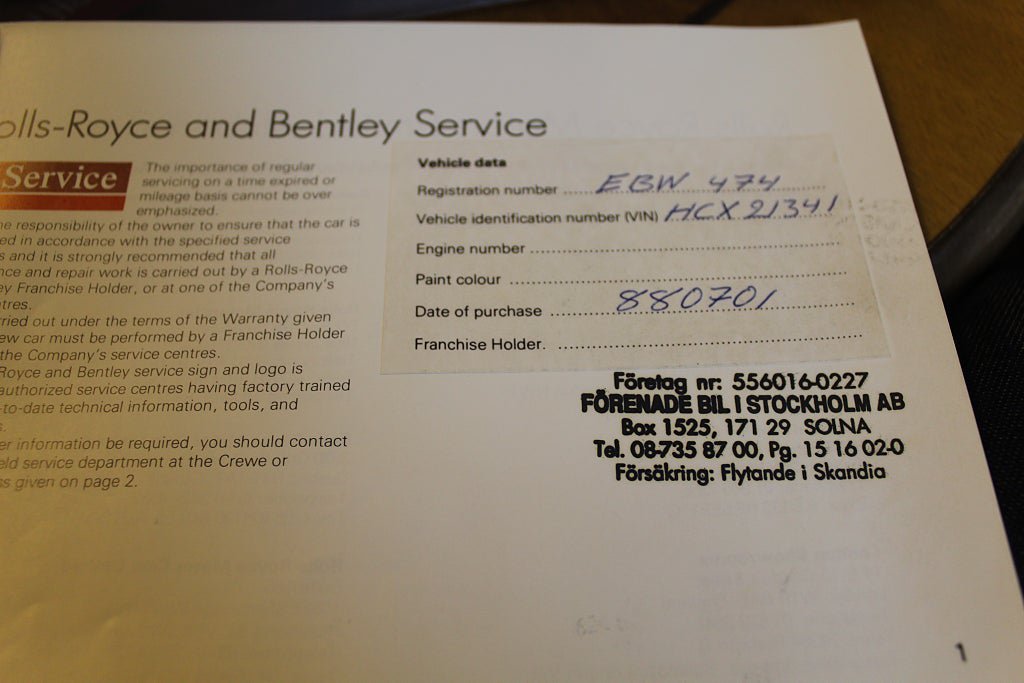 olls-Royce and Bentley Service
Service
The importance of regular
servicing on a time expired or
mileage basis cannot be over
emphasized.
responsibility of the owner to ensure that the car is
in accordance with the specified service
and it is strongly recommended that all
and repair work is carried out by a Rolls-Royce
Franchise Holder, or at one of the Company's
out under the terms of the Warranty given
car must be performed by a Franchise Holder
the Company's service centres.
Royce and Bentley service sign and logo is
authorized service centres having factory trained
-to-date technical information, tools, and
information be required, you should contact
service department at the Crewe or
given on page 2.
Vehicle data
Registration number EBW 474
Vehicle identification number (VIN) HCX 21341
Engine number
Paint colour
Date of purchase 880701
Franchise Holder.
Företag nr: 556016-0227
FÖRENADE BIL I STOCKHOLM AB
Box 1525, 171 29 SOLNA
Tel. 08-735 87 00, Pg. 15 16 02-0
Försäkring: Flytande i Skandia
1